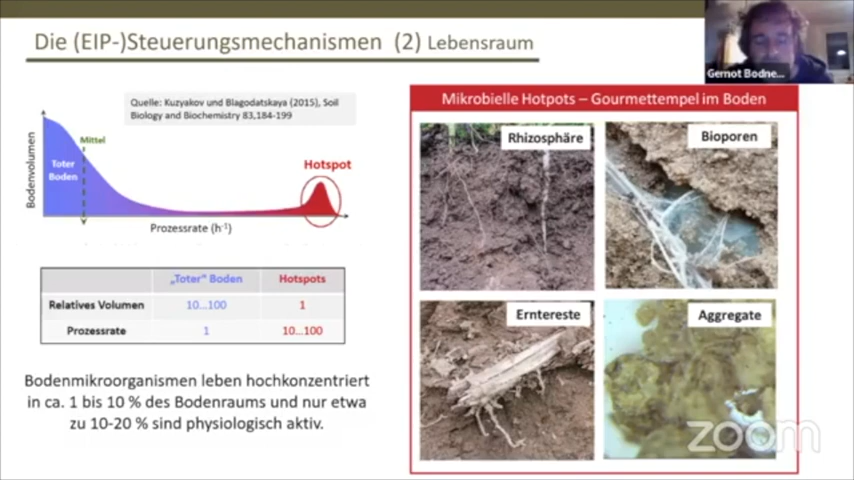 Die (EIP-)Steuerungsmechanismen (2) Lebensraum
Gernot Bodne...
Quelle: Kuzyakov und Blagodatskaya (2015), Soil
Biology and Biochemistry 83,184-199
Bodenvolumen
Mittel
Toter
Boden
Hotspot
Prozessrate (h⁻¹)
„Toter“ Boden Hotspots
Relatives Volumen 10...100 1
Prozessrate 1 10...100
Bodenmikroorganismen leben hochkonzentriert
in ca. 1 bis 10 % des Bodenraums und nur etwa
zu 10-20 % sind physiologisch aktiv.
Mikrobielle Hotpots – Gourmettempel im Boden
Rhizosphäre
Bioporen
Erntereste
Aggregate
zoom